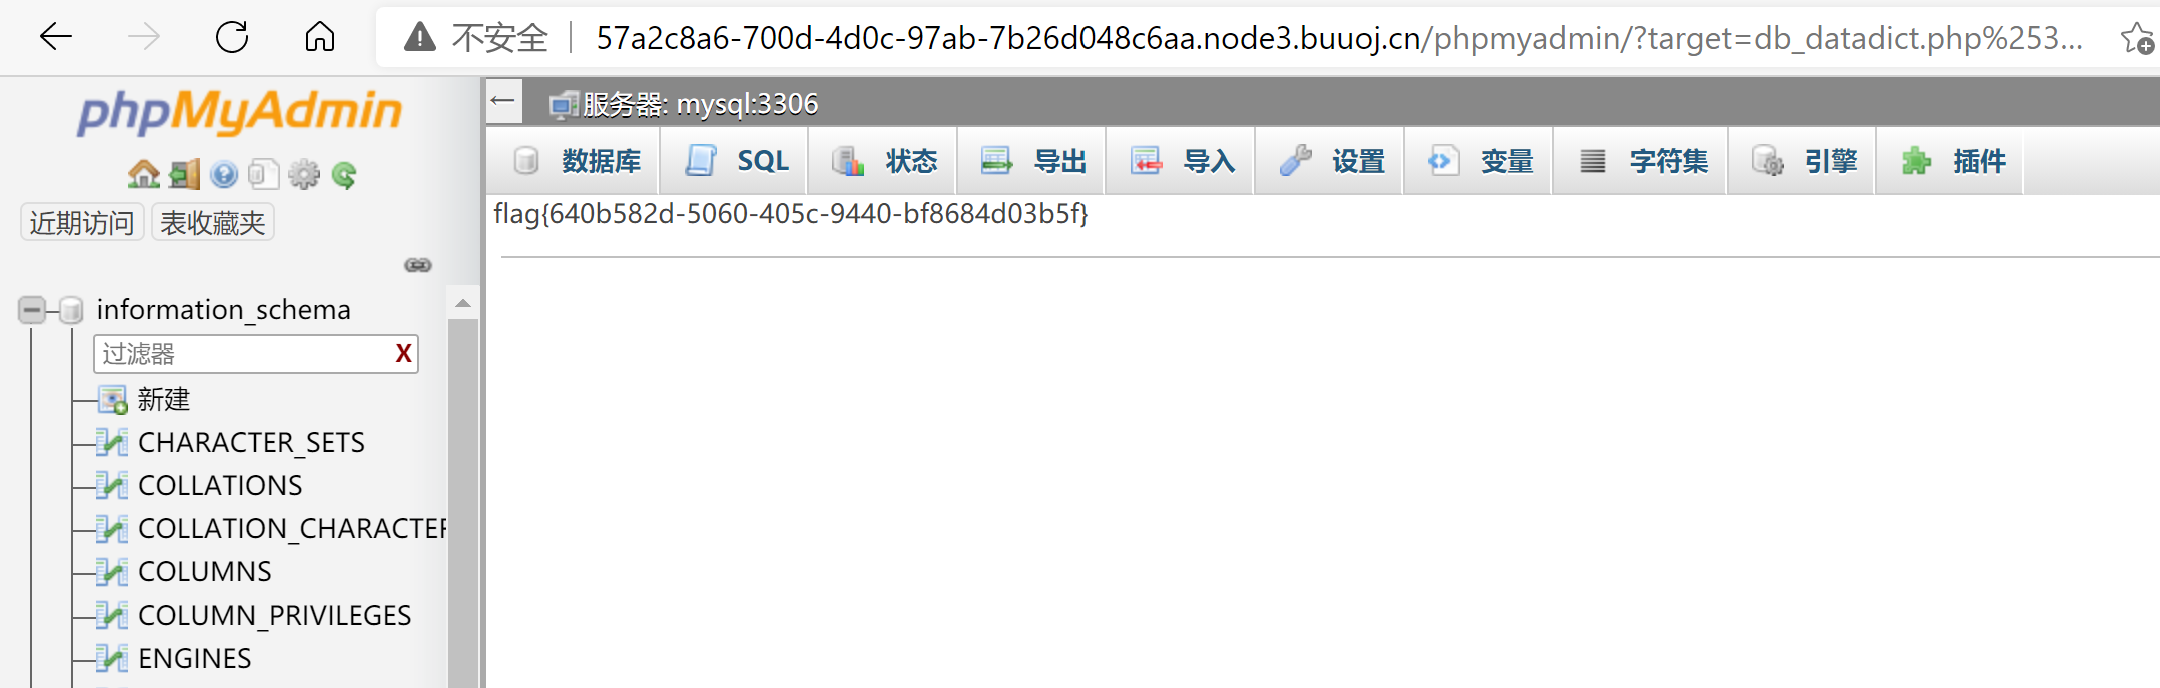 不安全 57a2c8a6-700d-4d0c-97ab-7b26d048c6aa.node3.buuoj.cn/phpmyadmin/?target=db_datadict.php%253...
phpMyAdmin
近期访问 表收藏夹
information_schema
过滤器 X
新建
CHARACTER_SETS
COLLATIONS
COLLATION_CHARACTER
COLUMNS
COLUMN_PRIVILEGES
ENGINES
服务器: mysql:3306
数据库 SQL 状态 导出 导入 设置 变量 字符集 引擎 插件
flag{640b582d-5060-405c-9440-bf8684d03b5f}